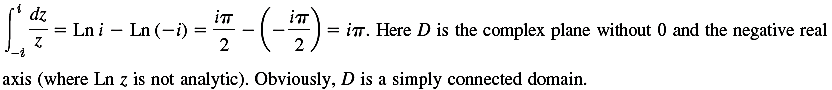 ∫_{-i}^{i} dz/z = Ln i − Ln (−i) = iπ/2 − (−iπ/2) = iπ. Here D is the complex plane without 0 and the negative real
axis (where Ln z is not analytic). Obviously, D is a simply connected domain.